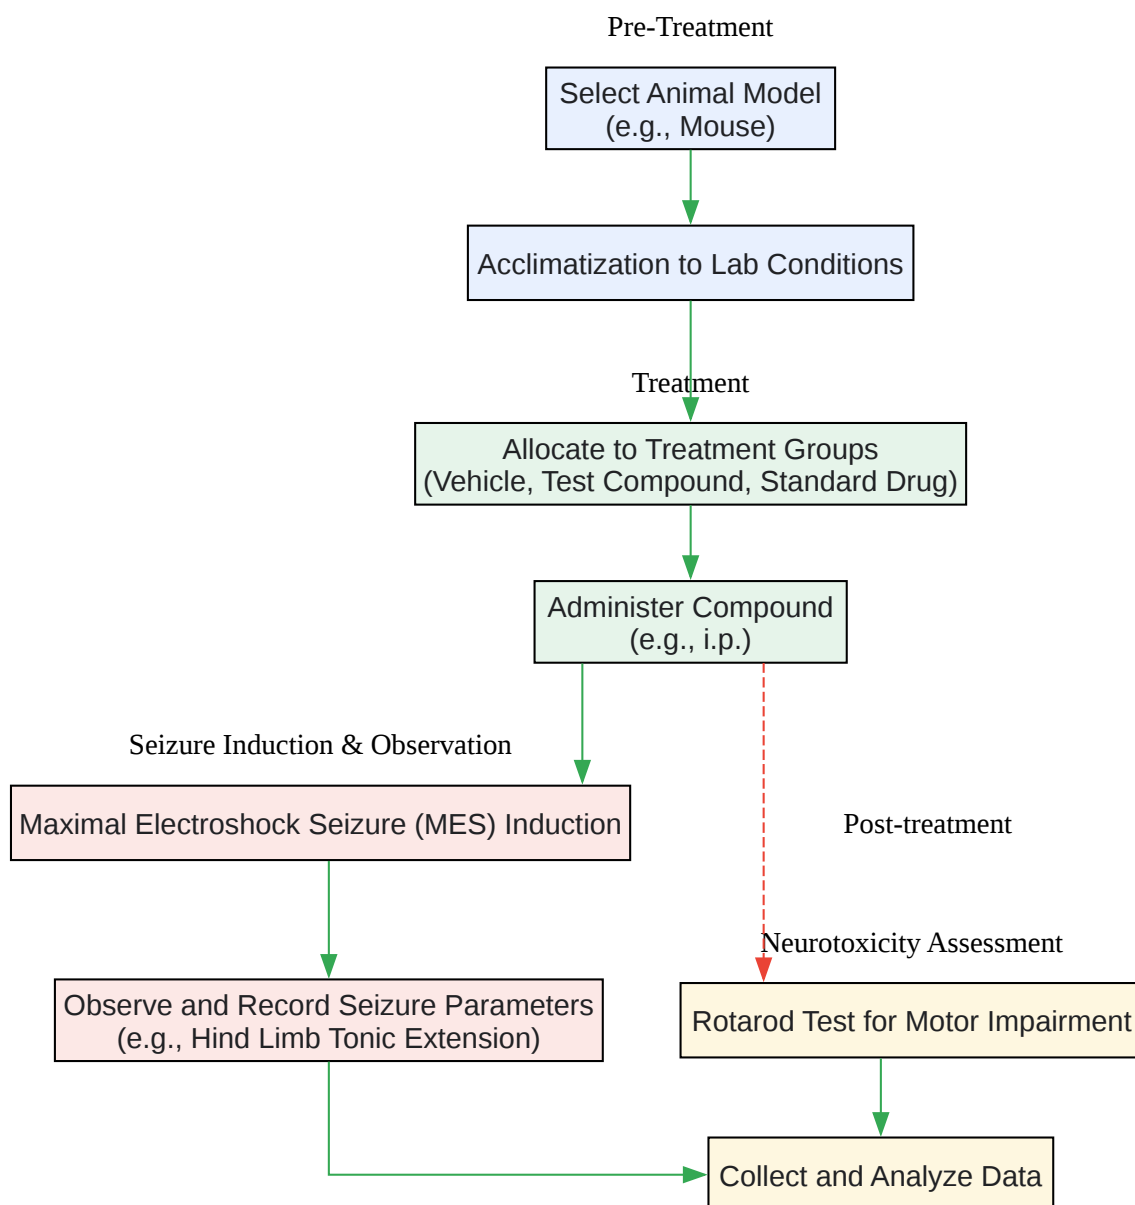 Pre-Treatment
Select Animal Model
(e.g., Mouse)
Acclimatization to Lab Conditions
Treatment
Allocate to Treatment Groups
(Vehicle, Test Compound, Standard Drug)
Administer Compound
(e.g., i.p.)
Seizure Induction & Observation
Maximal Electroshock Seizure (MES) Induction
Post-treatment
Neurotoxicity Assessment
Observe and Record Seizure Parameters
(e.g., Hind Limb Tonic Extension)
Rotarod Test for Motor Impairment
Collect and Analyze Data